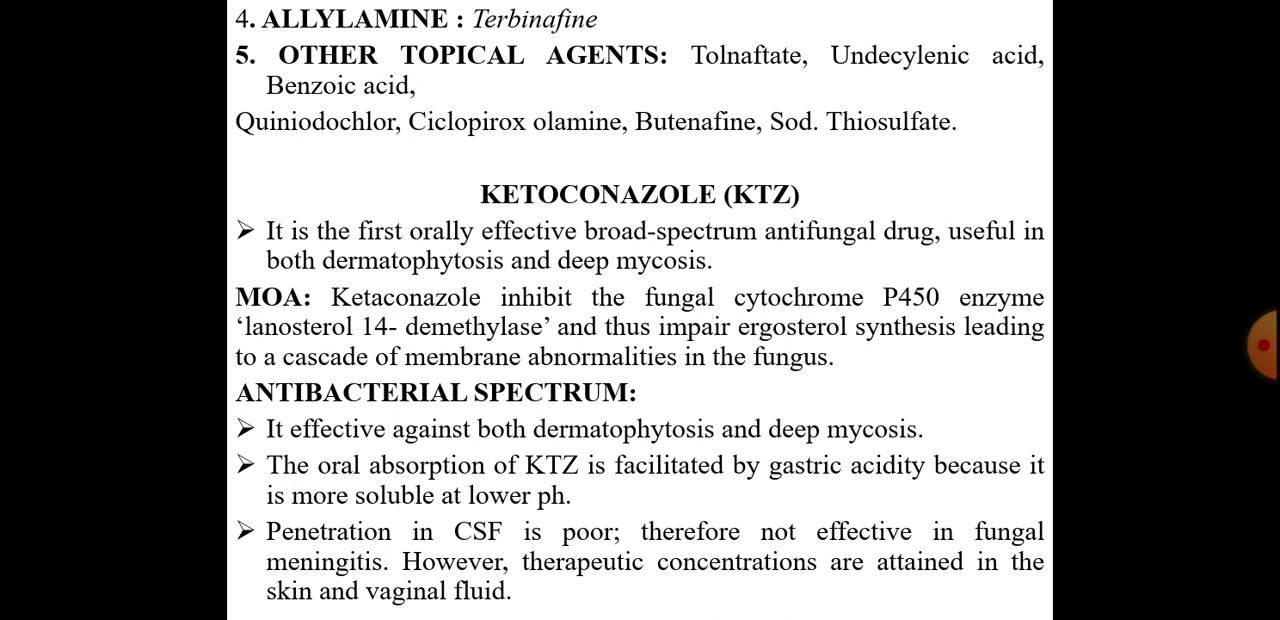 4. ALLYLAMINE : Terbinafine
5. OTHER TOPICAL AGENTS: Tolnaftate, Undecylenic acid,
Benzoic acid,
Quiniodochlor, Ciclopirox olamine, Butenafine, Sod. Thiosulfate.
KETOCONAZOLE (KTZ)
➢ It is the first orally effective broad-spectrum antifungal drug, useful in
both dermatophytosis and deep mycosis.
MOA: Ketaconazole inhibit the fungal cytochrome P450 enzyme
‘lanosterol 14- demethylase’ and thus impair ergosterol synthesis leading
to a cascade of membrane abnormalities in the fungus.
ANTIBACTERIAL SPECTRUM:
➢ It effective against both dermatophytosis and deep mycosis.
➢ The oral absorption of KTZ is facilitated by gastric acidity because it
is more soluble at lower ph.
➢ Penetration in CSF is poor; therefore not effective in fungal
meningitis. However, therapeutic concentrations are attained in the
skin and vaginal fluid.